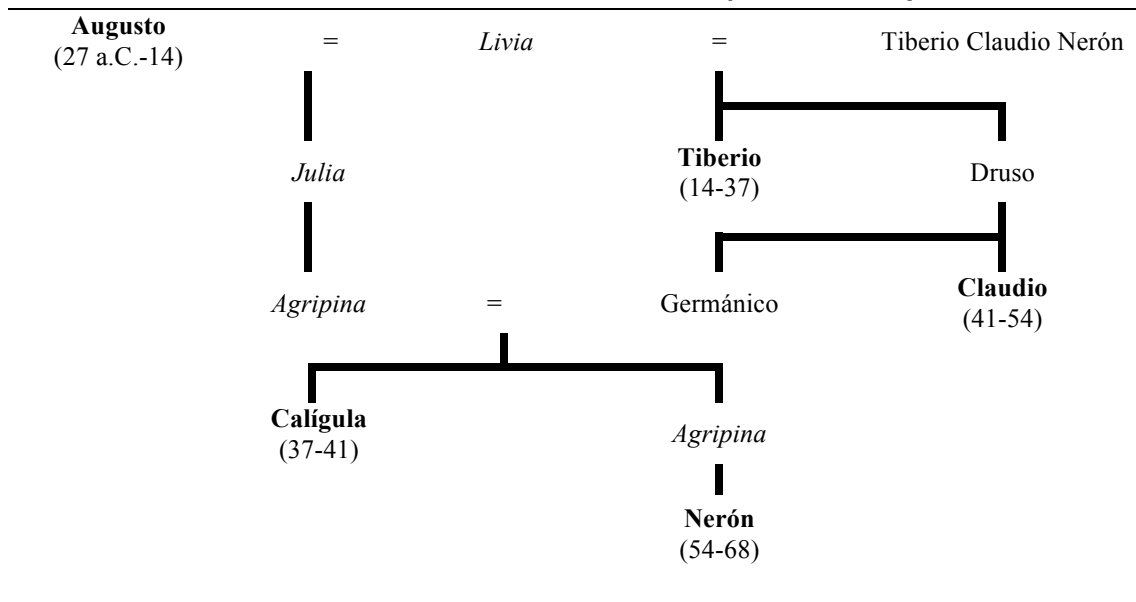 Augusto
(27 a.C.-14)
=
Livia
=
Tiberio Claudio Nerón
Julia
Tiberio
(14-37)
Druso
Agripina
=
Germánico
Claudio
(41-54)
Calígula
(37-41)
Agripina
Nerón
(54-68)